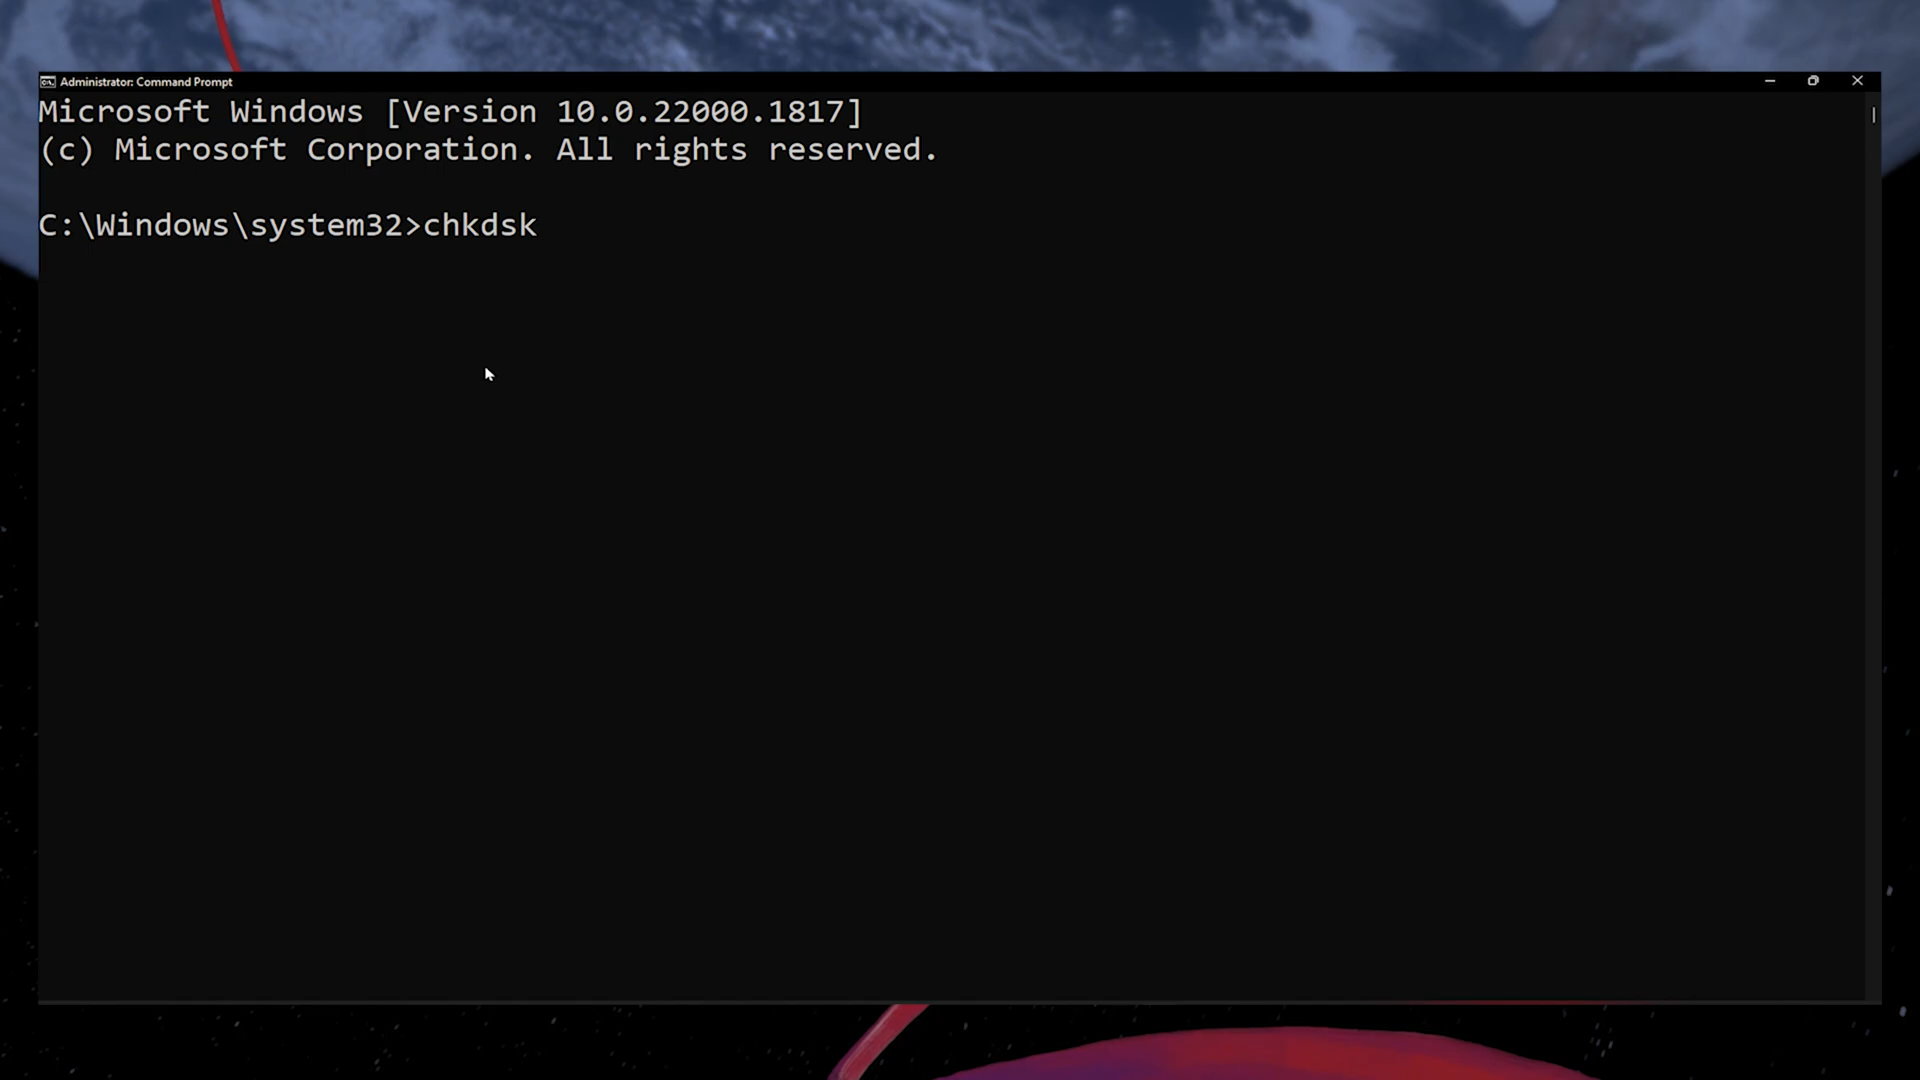 Administrator: Command Prompt
Microsoft Windows [Version 10.0.22000.1817]
(c) Microsoft Corporation. All rights reserved.
C:\Windows\system32>chkdsk